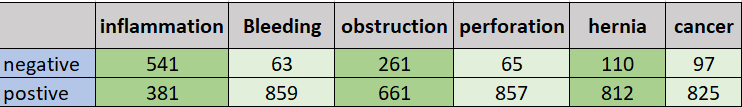 inflammation Bleeding obstruction perforation hernia cancer
negative 541 63 261 65 110 97
postive 381 859 661 857 812 825